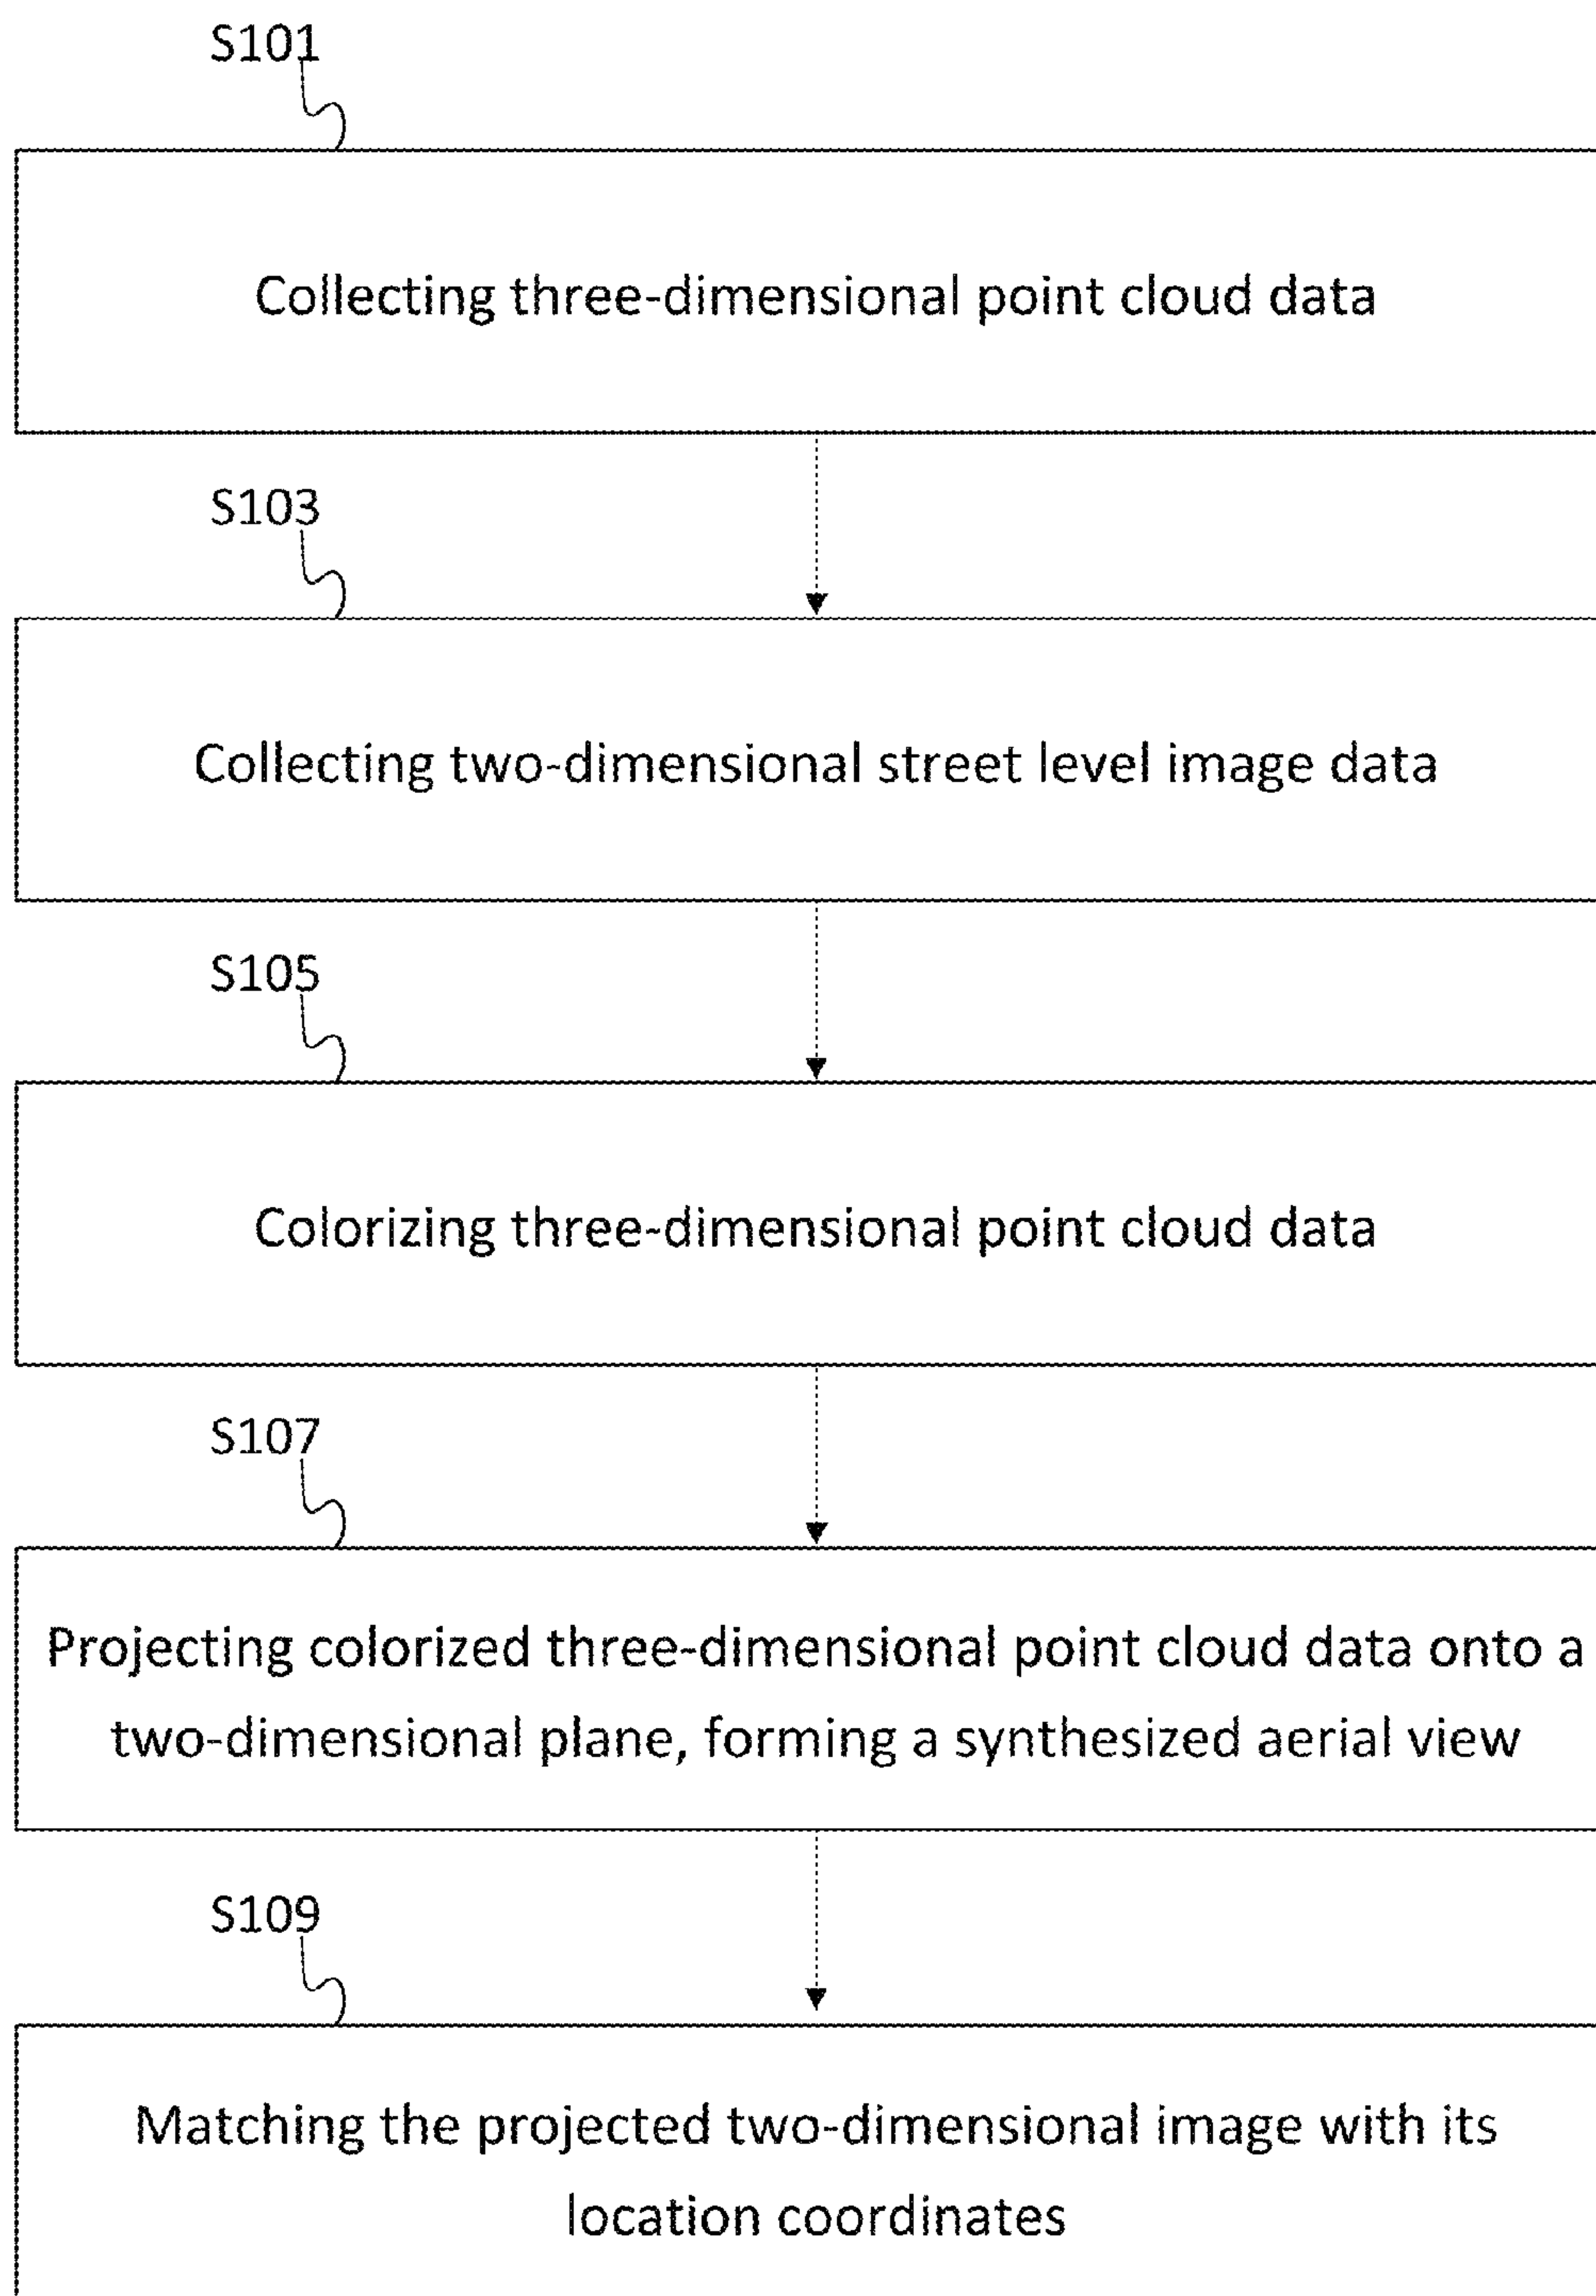 S101
Collecting three-dimensional point cloud data
S103
Collecting two-dimensional street level image data
S105
Colorizing three-dimensional point cloud data
S107
Projecting colorized three-dimensional point cloud data onto a
two-dimensional plane, forming a synthesized aerial view
S109
Matching the projected two-dimensional image with its
location coordinates